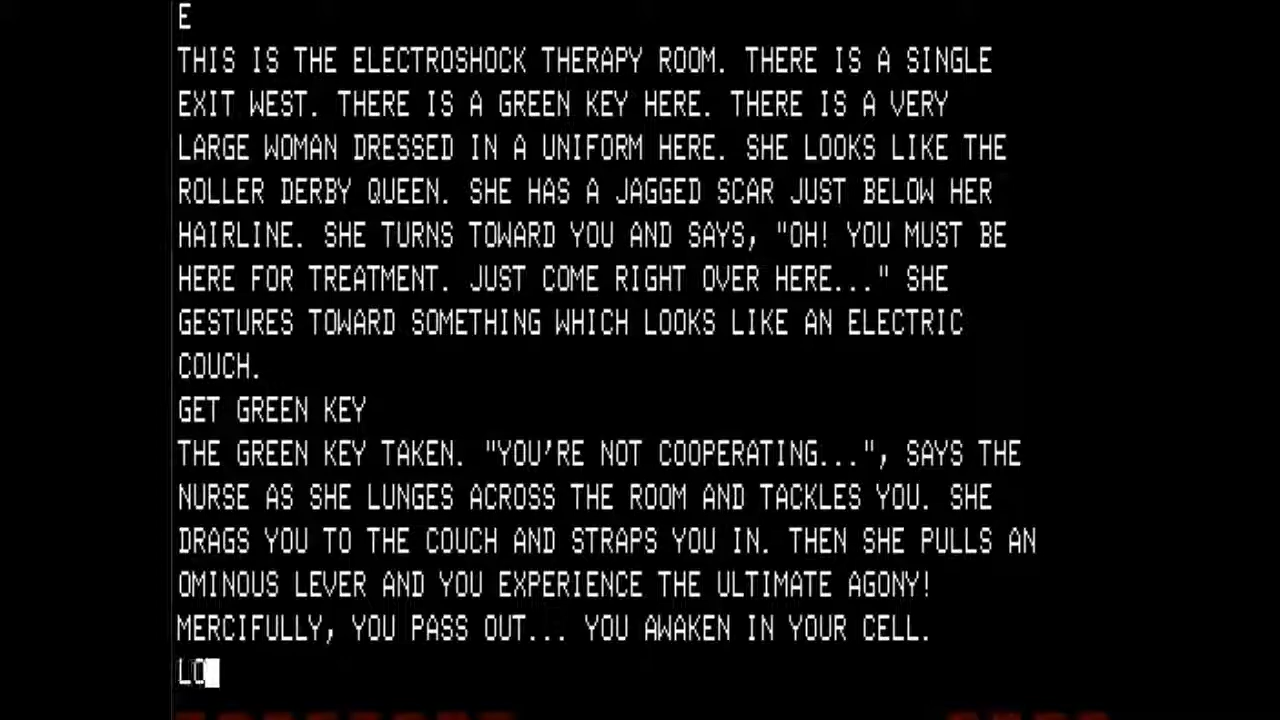 E
THIS IS THE ELECTROSHOCK THERAPY ROOM. THERE IS A SINGLE
EXIT WEST. THERE IS A GREEN KEY HERE. THERE IS A VERY
LARGE WOMAN DRESSED IN A UNIFORM HERE. SHE LOOKS LIKE THE
ROLLER DERBY QUEEN. SHE HAS A JAGGED SCAR JUST BELOW HER
HAIRLINE. SHE TURNS TOWARD YOU AND SAYS, "OH! YOU MUST BE
HERE FOR TREATMENT. JUST COME RIGHT OVER HERE..." SHE
GESTURES TOWARD SOMETHING WHICH LOOKS LIKE AN ELECTRIC
COUCH.
GET GREEN KEY
THE GREEN KEY TAKEN. "YOU'RE NOT COOPERATING...", SAYS THE
NURSE AS SHE LUNGES ACROSS THE ROOM AND TACKLES YOU. SHE
DRAGS YOU TO THE COUCH AND STRAPS YOU IN. THEN SHE PULLS AN
OMINOUS LEVER AND YOU EXPERIENCE THE ULTIMATE AGONY!
MERCIFULLY, YOU PASS OUT... YOU AWAKEN IN YOUR CELL.
LO